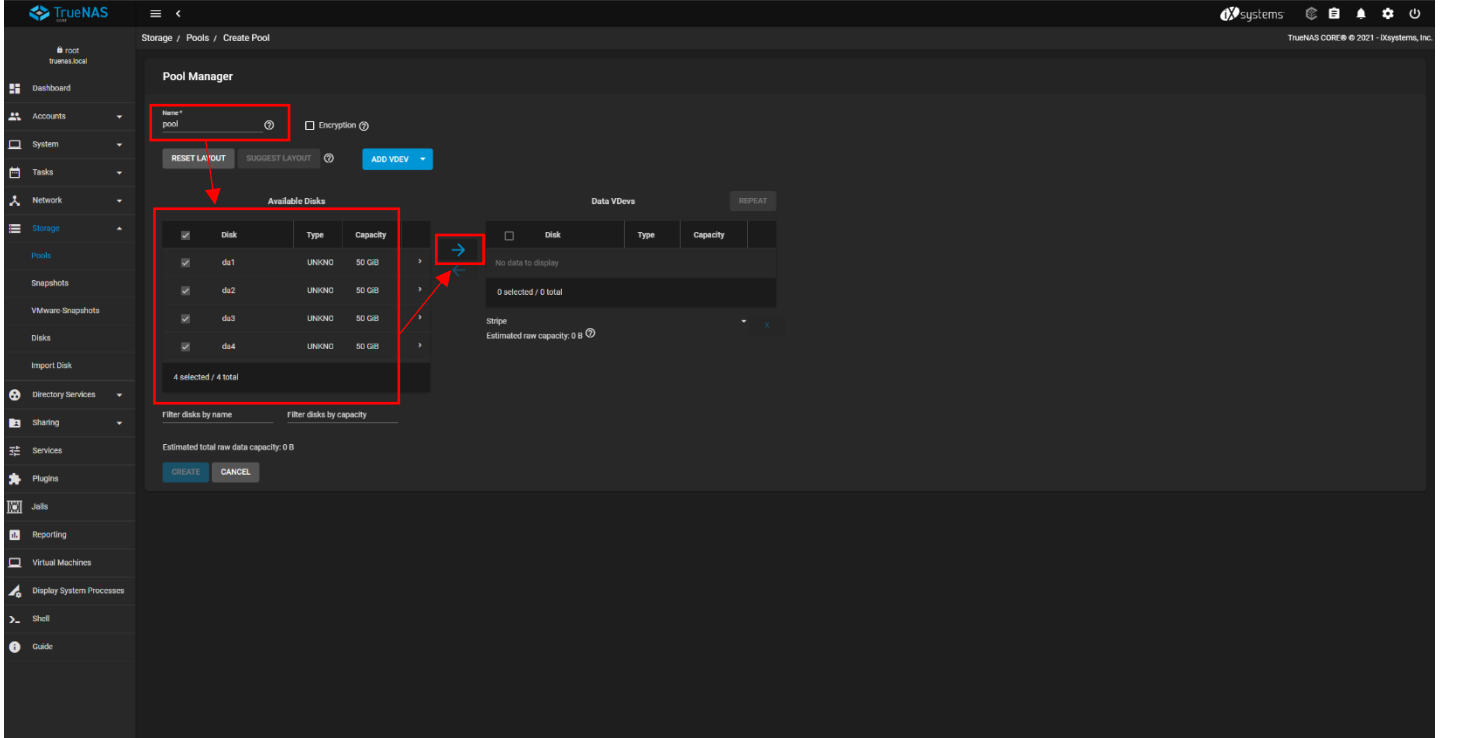 TrueNAS
CORE
iXsystems
Storage / Pools / Create Pool
TrueNAS CORE® © 2021 - iXsystems, Inc.
root
truenas.local
Dashboard
Accounts
System
Tasks
Network
Storage
Pools
Snapshots
VMware-Snapshots
Disks
Import Disk
Directory Services
Sharing
Services
Plugins
Jails
Reporting
Virtual Machines
Display System Processes
Shell
Guide
Pool Manager
Name *
pool
Encryption
RESET LAYOUT SUGGEST LAYOUT ADD VDEV
Available Disks
Disk Type Capacity
da1 UNKNO 50 GiB
da2 UNKNO 50 GiB
da3 UNKNO 50 GiB
da4 UNKNO 50 GiB
4 selected / 4 total
Filter disks by name Filter disks by capacity
Estimated total raw data capacity: 0 B
CREATE CANCEL
Data VDevs REPEAT
Disk Type Capacity
No data to display
0 selected / 0 total
Stripe X
Estimated raw capacity: 0 B